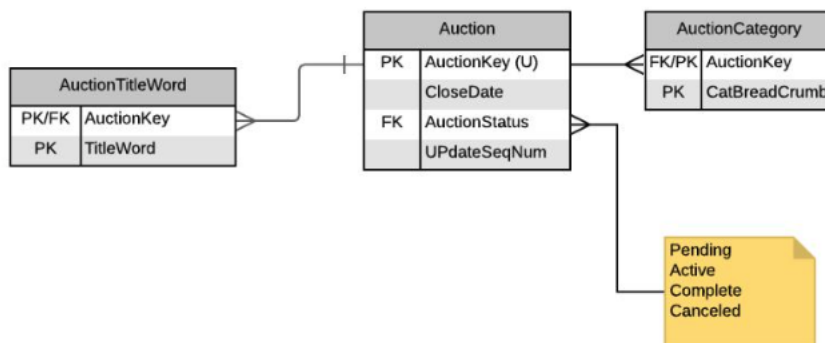 AuctionTitleWord
PK/FK AuctionKey
PK TitleWord
Auction
PK AuctionKey (U)
CloseDate
FK AuctionStatus
UPdateSeqNum
AuctionCategory
FK/PK AuctionKey
PK CatBreadCrumb
Pending
Active
Complete
Canceled